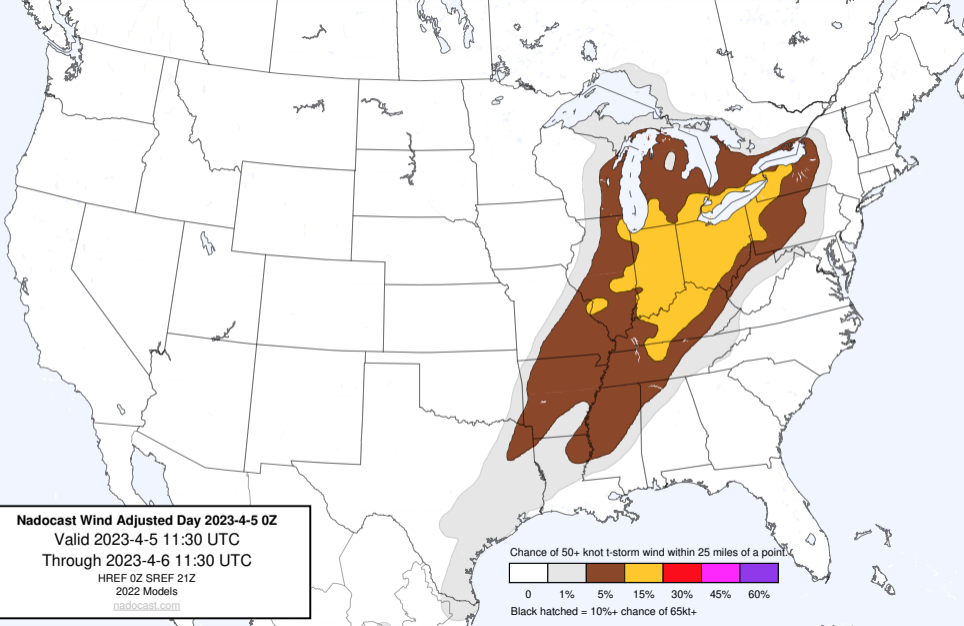 Nadocast Wind Adjusted Day 2023-4-5 0Z
Valid 2023-4-5 11:30 UTC
Through 2023-4-6 11:30 UTC
HREF 0Z SREF 21Z
2022 Models
nadocast.com
Chance of 50+ knot t-storm wind within 25 miles of a point.
0 1% 5% 15% 30% 45% 60%
Black hatched = 10%+ chance of 65kt+